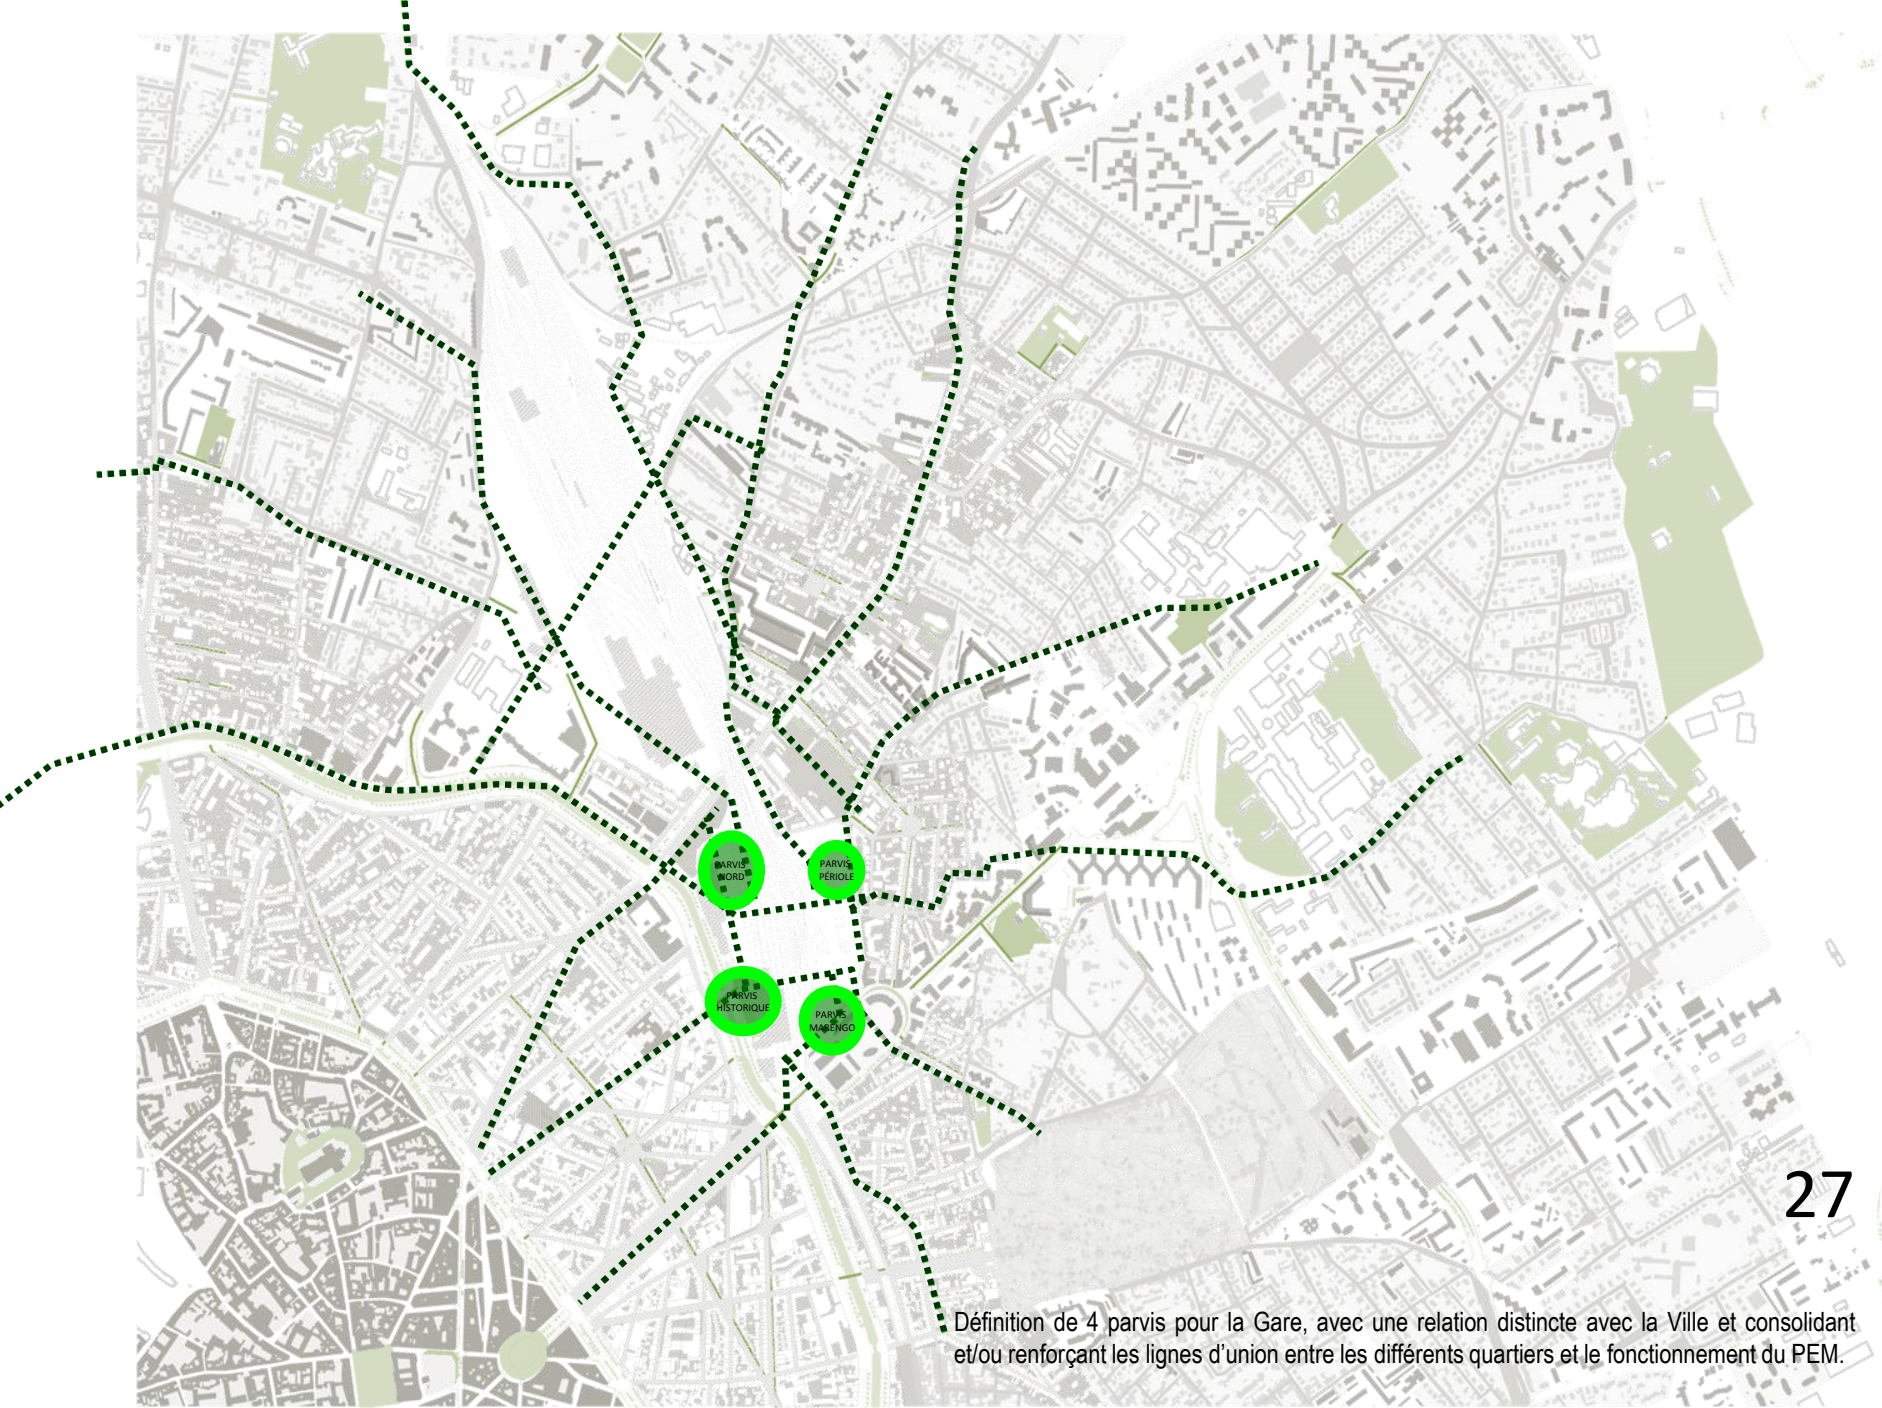 PARVIS
NORD
PARVIS
PÉRIOLE
PARVIS
HISTORIQUE
PARVIS
MARENGO
27
Définition de 4 parvis pour la Gare, avec une relation distincte avec la Ville et consolidant
et/ou renforçant les lignes d’union entre les différents quartiers et le fonctionnement du PEM.